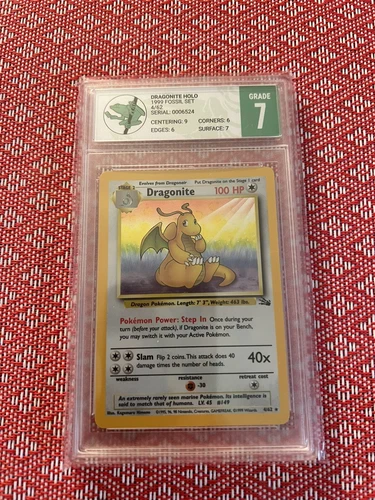 DRAGONITE HOLO
1999 FOSSIL SET
4/62
SERIAL: 0006524
CENTERING: 9 CORNERS: 6
EDGES: 6 SURFACE: 7
GRADE
7
STAGE 2
Evolves from Dragonair
Put Dragonite on the Stage 1 card
Dragonite
100 HP
Dragon Pokémon. Length: 7' 3", Weight: 463 lbs.
Pokémon Power: Step In Once during your
turn (before your attack), if Dragonite is on your Bench,
you may switch it with your Active Pokémon.
Slam Flip 2 coins. This attack does 40
damage times the number of heads.
40x
weakness resistance retreat cost
-30
An extremely rarely seen marine Pokémon. Its intelligence is
said to match that of humans. LV. 45 #149
4/62